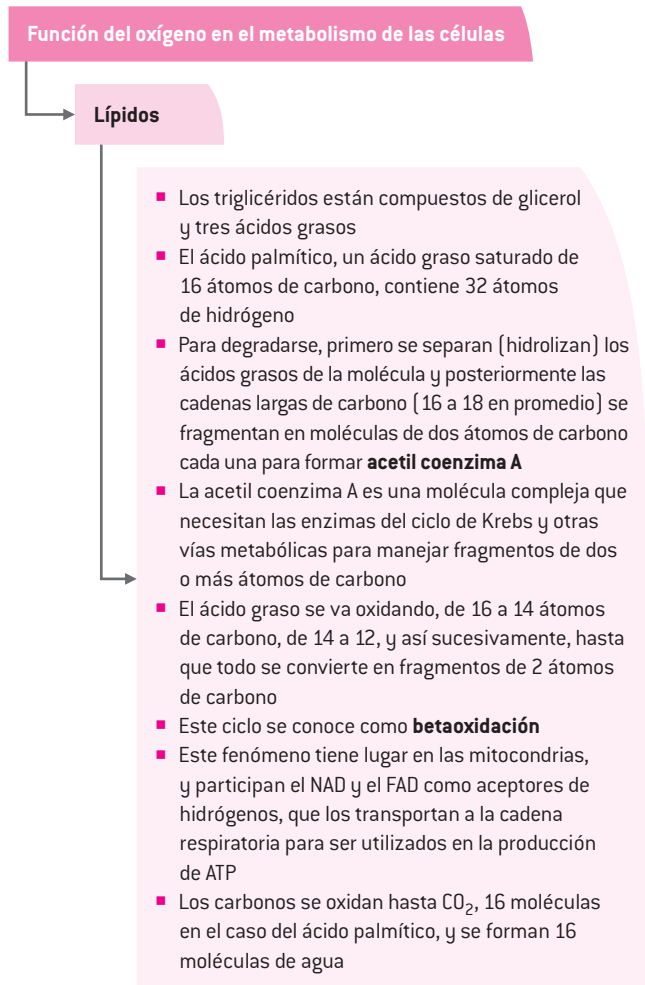 Función del oxígeno en el metabolismo de las células
Lípidos
■ Los triglicéridos están compuestos de glicerol
y tres ácidos grasos
■ El ácido palmítico, un ácido graso saturado de
16 átomos de carbono, contiene 32 átomos
de hidrógeno
■ Para degradarse, primero se separan (hidrolizan) los
ácidos grasos de la molécula y posteriormente las
cadenas largas de carbono (16 a 18 en promedio) se
fragmentan en moléculas de dos átomos de carbono
cada una para formar acetil coenzima A
■ La acetil coenzima A es una molécula compleja que
necesitan las enzimas del ciclo de Krebs y otras
vías metabólicas para manejar fragmentos de dos
o más átomos de carbono
■ El ácido graso se va oxidando, de 16 a 14 átomos
de carbono, de 14 a 12, y así sucesivamente, hasta
que todo se convierte en fragmentos de 2 átomos
de carbono
■ Este ciclo se conoce como betaoxidación
■ Este fenómeno tiene lugar en las mitocondrias,
y participan el NAD y el FAD como aceptores de
hidrógenos, que los transportan a la cadena
respiratoria para ser utilizados en la producción
de ATP
■ Los carbonos se oxidan hasta CO₂, 16 moléculas
en el caso del ácido palmítico, y se forman 16
moléculas de agua